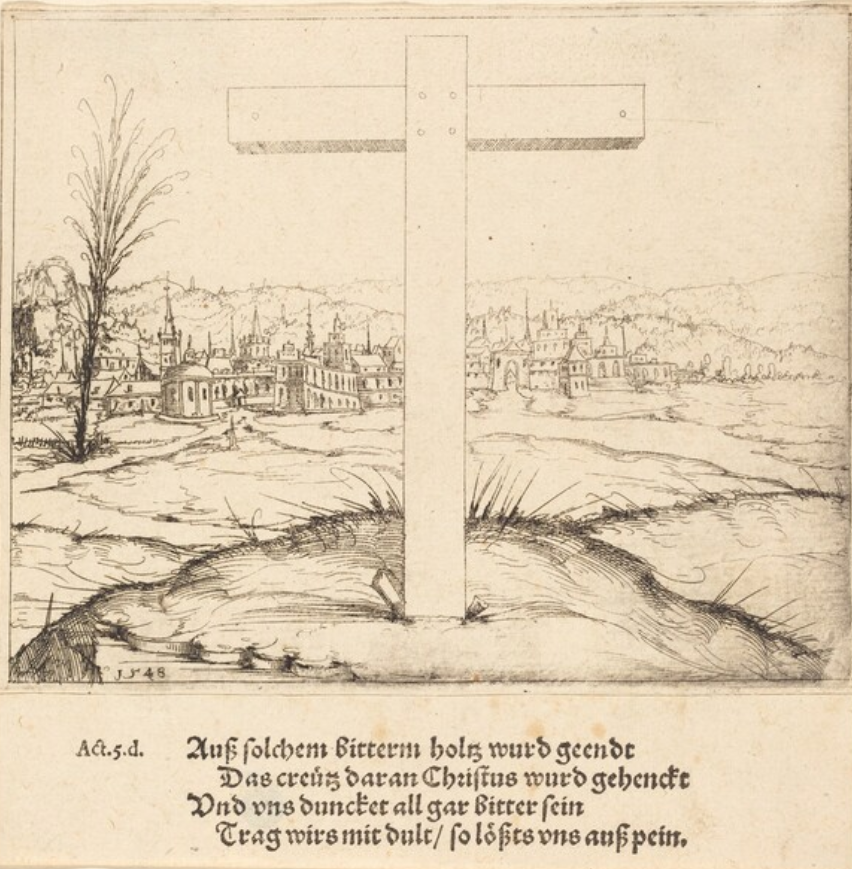 1548
Act.5.d. Auß solchem bitterm holtz wurd geendt
Das creütz daran Christus wurd gehenckt
Vnd vns duncket all gar bitter sein
Trag wirs mit dult/ so lößts vns auß pein.